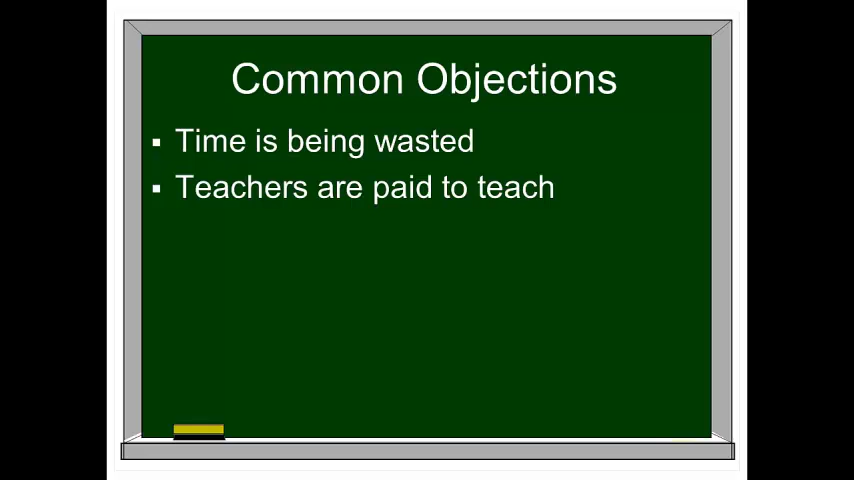 Common Objections
Time is being wasted
Teachers are paid to teach